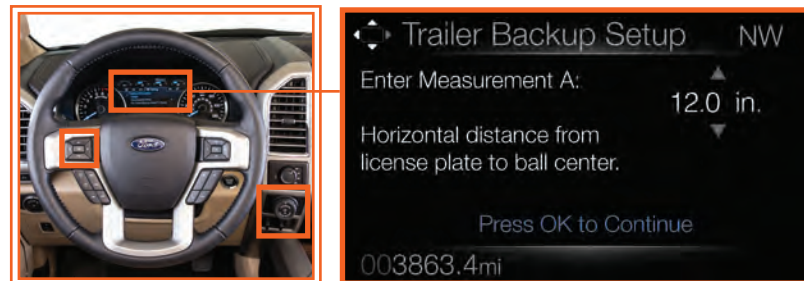 Ford
Trailer Backup Setup NW
Enter Measurement A:
12.0 in.
Horizontal distance from
license plate to ball center.
Press OK to Continue
003863.4mi